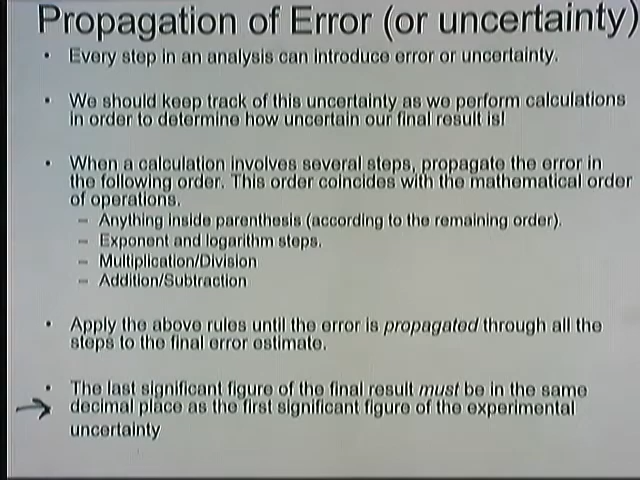 Propagation of Error (or uncertainty)
• Every step in an analysis can introduce error or uncertainty.
• We should keep track of this uncertainty as we perform calculations
in order to determine how uncertain our final result is!
• When a calculation involves several steps, propagate the error in
the following order. This order coincides with the mathematical order
of operations.
– Anything inside parenthesis (according to the remaining order).
– Exponent and logarithm steps.
– Multiplication/Division
– Addition/Subtraction
• Apply the above rules until the error is propagated through all the
steps to the final error estimate.
• The last significant figure of the final result must be in the same
decimal place as the first significant figure of the experimental
uncertainty